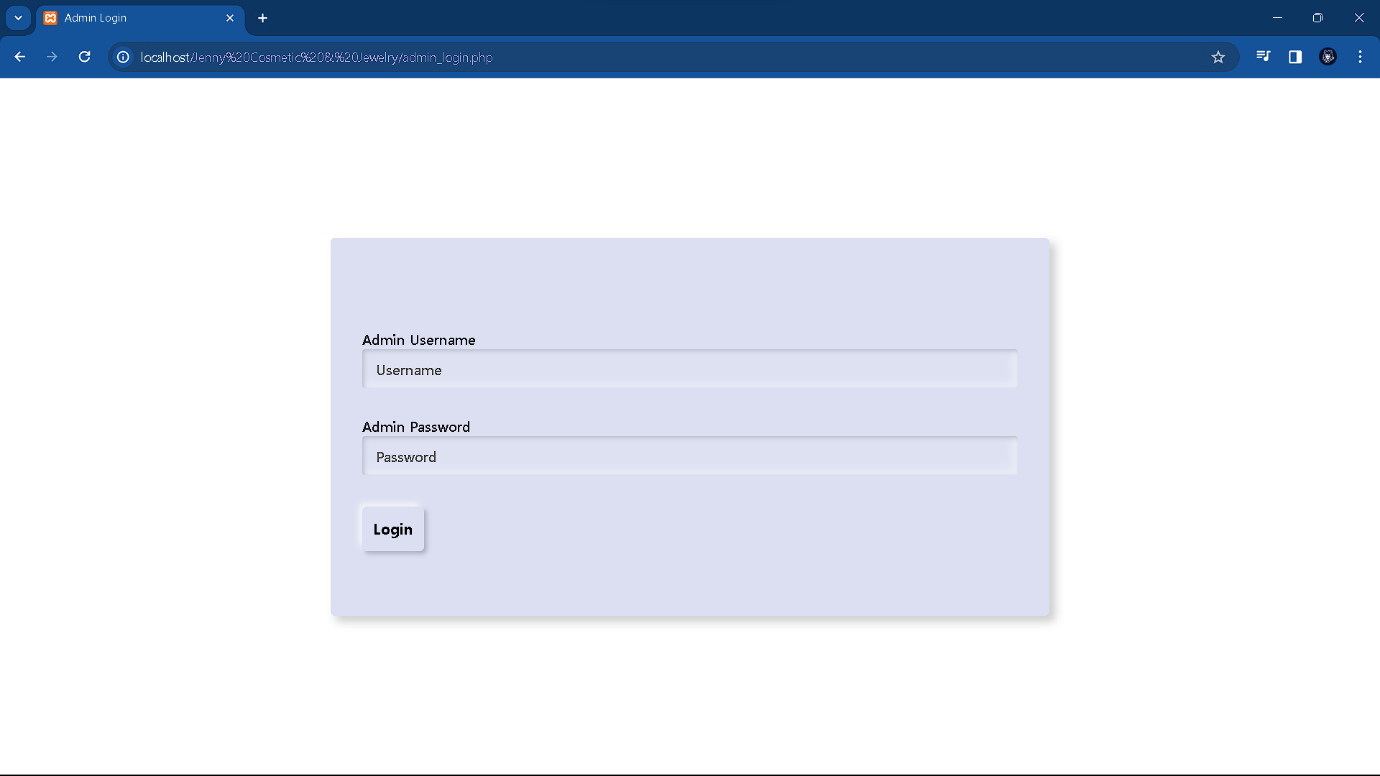 Admin Login
localhost/Jenny%20Cosmetic%20&%20Jewelry/admin_login.php
Admin Username
Username
Admin Password
Password
Login